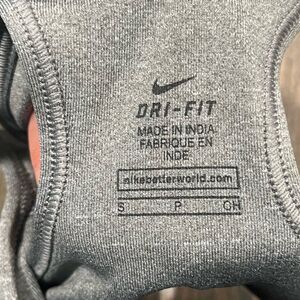 DRI-FIT
MADE IN INDIA
FABRIQUE EN
INDE
nikebetterworld.com
S P CH